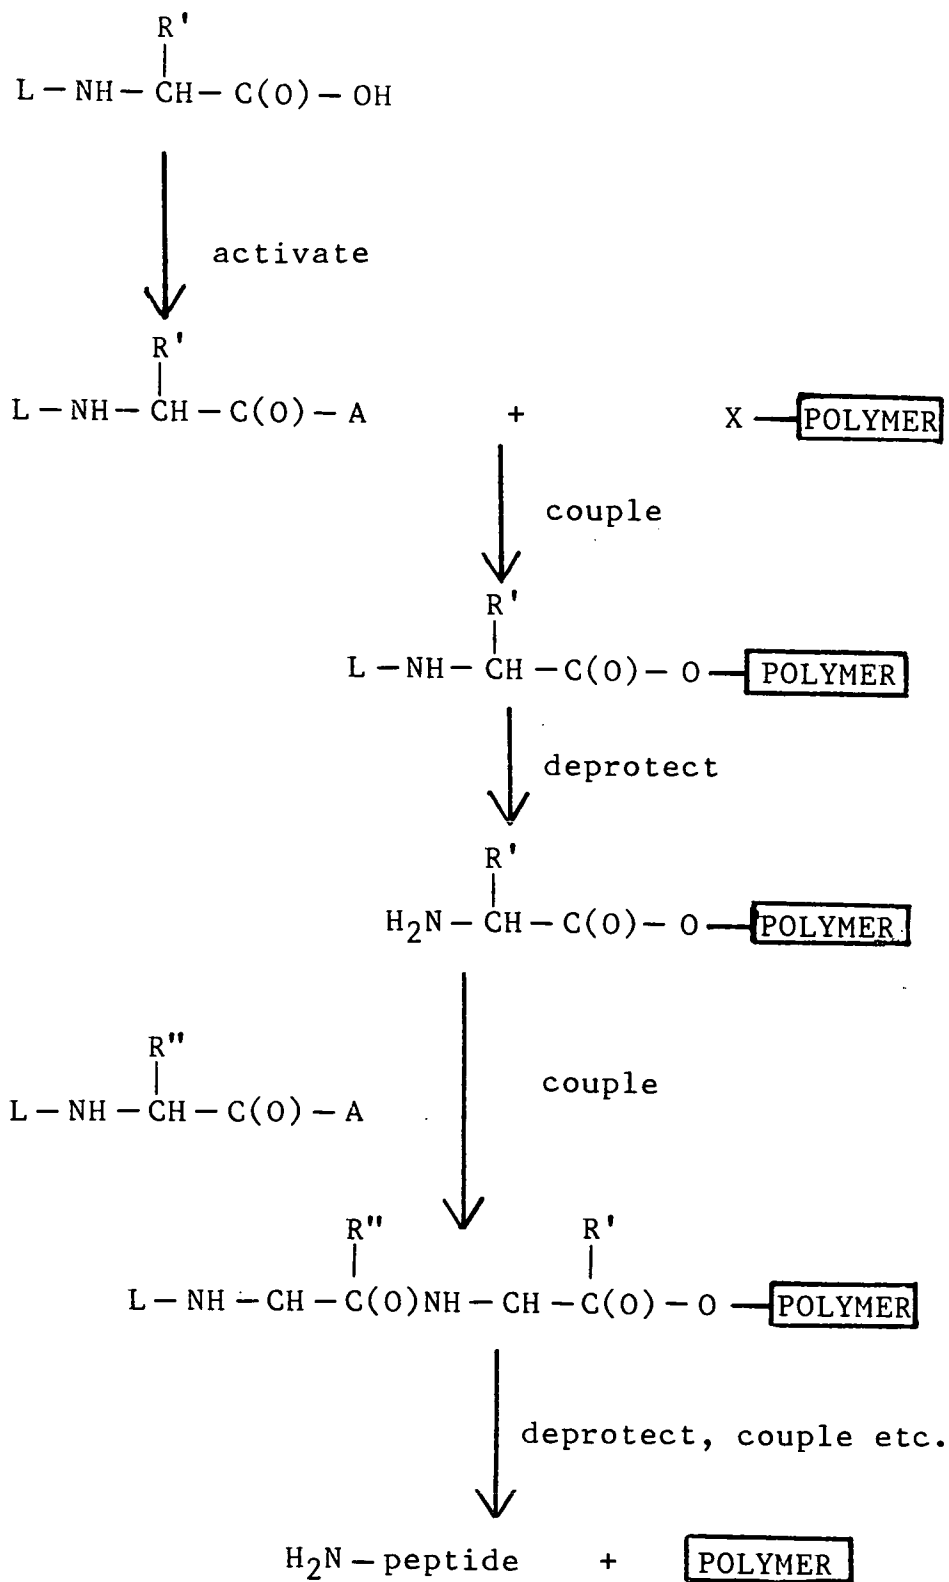 R'
L-NH-CH-C(O)-OH
activate
R'
L-NH-CH-C(O)-A + X-POLYMER
couple
R'
L-NH-CH-C(O)-O-POLYMER
deprotect
R'
H₂N-CH-C(O)-O-POLYMER
couple
R"
L-NH-CH-C(O)-A
R" R'
L-NH-CH-C(O)NH-CH-C(O)-O-POLYMER
deprotect, couple etc.
H₂N-peptide + POLYMER